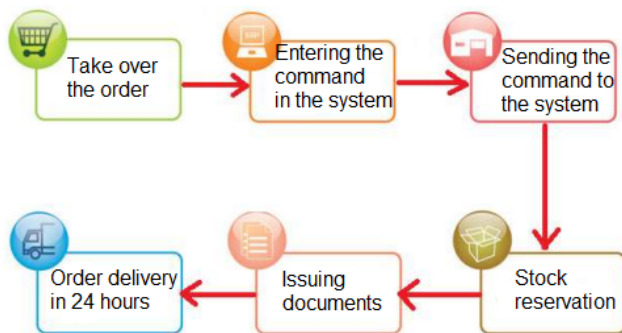 Take over
the order
Entering the
command
in the system
Sending the
command to
the system
Stock
reservation
Issuing
documents
Order delivery
in 24 hours